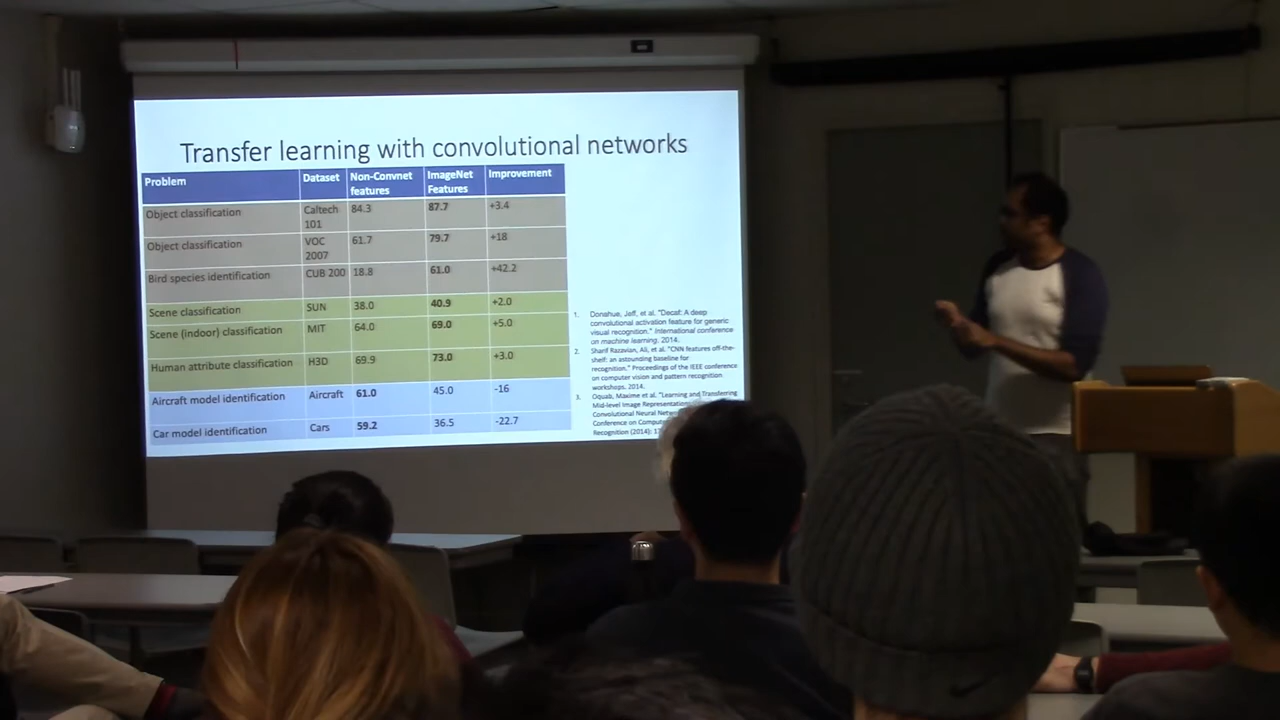 Transfer learning with convolutional networks
Problem Dataset Non-Convnet features ImageNet Features Improvement
Object classification Caltech 101 84.3 87.7 +3.4
Object classification VOC 2007 61.7 79.7 +18
Bird species identification CUB 200 18.8 61.0 +42.2
Scene classification SUN 38.0 40.9 +2.0
Scene (indoor) classification MIT 64.0 69.0 +5.0
Human attribute classification H3D 69.9 73.0 +3.0
Aircraft model identification Aircraft 61.0 45.0 -16
Car model identification Cars 59.2 36.5 -22.7
1. Donahue, Jeff, et al. "Decaf: A deep
convolutional activation feature for generic
visual recognition." International conference
on machine learning. 2014.
2. Sharif Razavian, Ali, et al. "CNN features off-the-
shelf: an astounding baseline for
recognition." Proceedings of the IEEE conference
on computer vision and pattern recognition
workshops. 2014.
3. Oquab, Maxime et al. "Learning and Transferring
Mid-level Image
Convolutional Neural
Conference on
Recognition (2014):